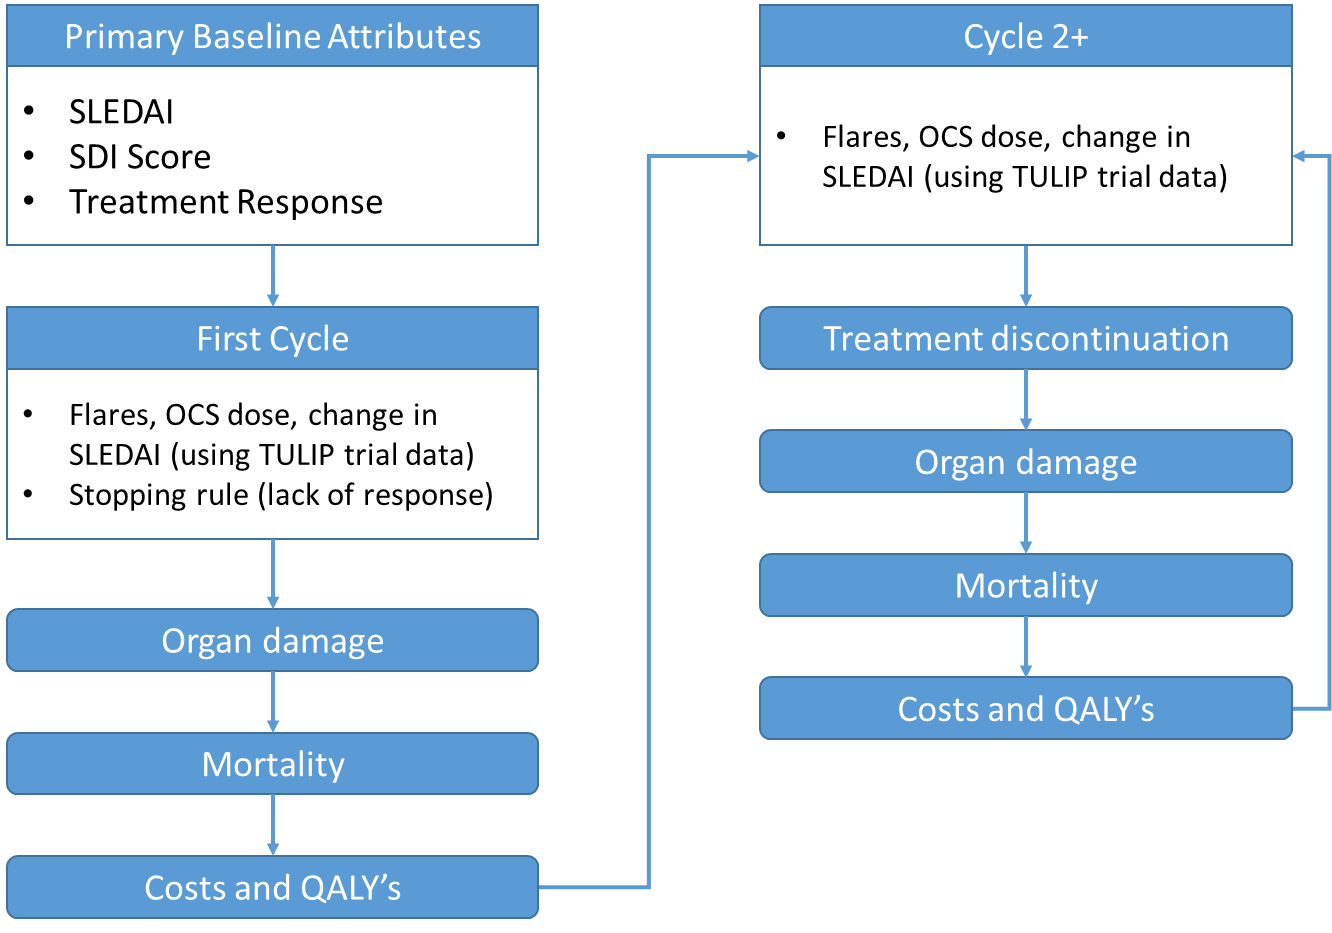 Primary Baseline Attributes
• SLEDAI
• SDI Score
• Treatment Response
First Cycle
• Flares, OCS dose, change in
SLEDAI (using TULIP trial data)
• Stopping rule (lack of response)
Organ damage
Mortality
Costs and QALY’s
Cycle 2+
• Flares, OCS dose, change in
SLEDAI (using TULIP trial data)
Treatment discontinuation
Organ damage
Mortality
Costs and QALY’s